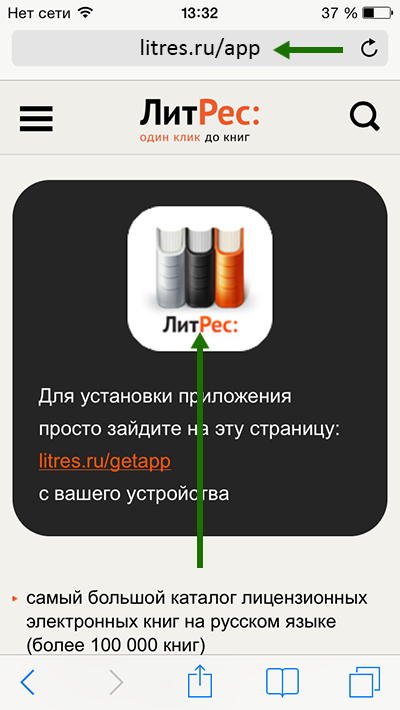 Нет сети 13:32 37 %
litres.ru/app
ЛитРес:
один клик до книг
ЛитРес:
Для установки приложения
просто зайдите на эту страницу:
litres.ru/getapp
с вашего устройства
самый большой каталог лицензионных
электронных книг на русском языке
(более 100 000 книг)